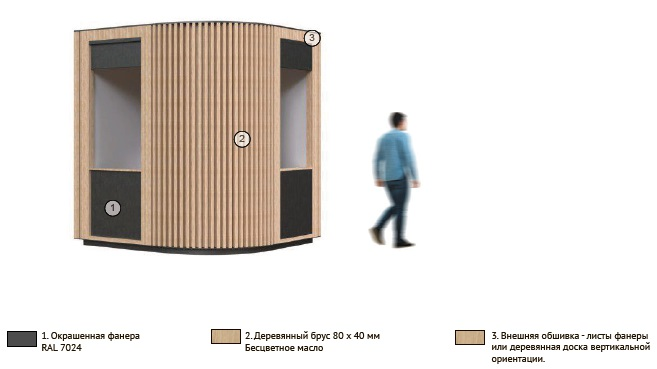 3
2
1
1. Окрашенная фанера
RAL 7024
2. Деревянный брус 80 x 40 мм
Бесцветное масло
3. Внешняя обшивка - листы фанеры
или деревянная доска вертикальной
ориентации.